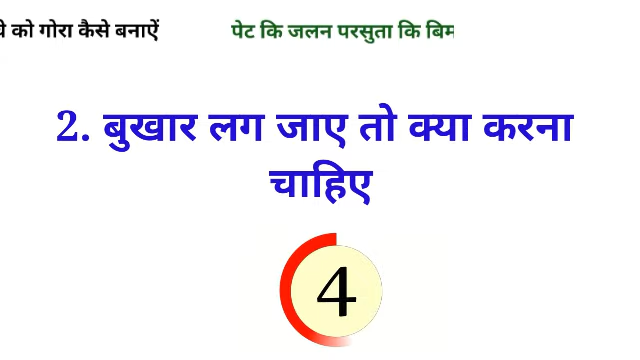 को गोरा कैसे बनाऐं पेट कि जलन परसुता कि
2. बुखार लग जाए तो क्या करना
चाहिए
4